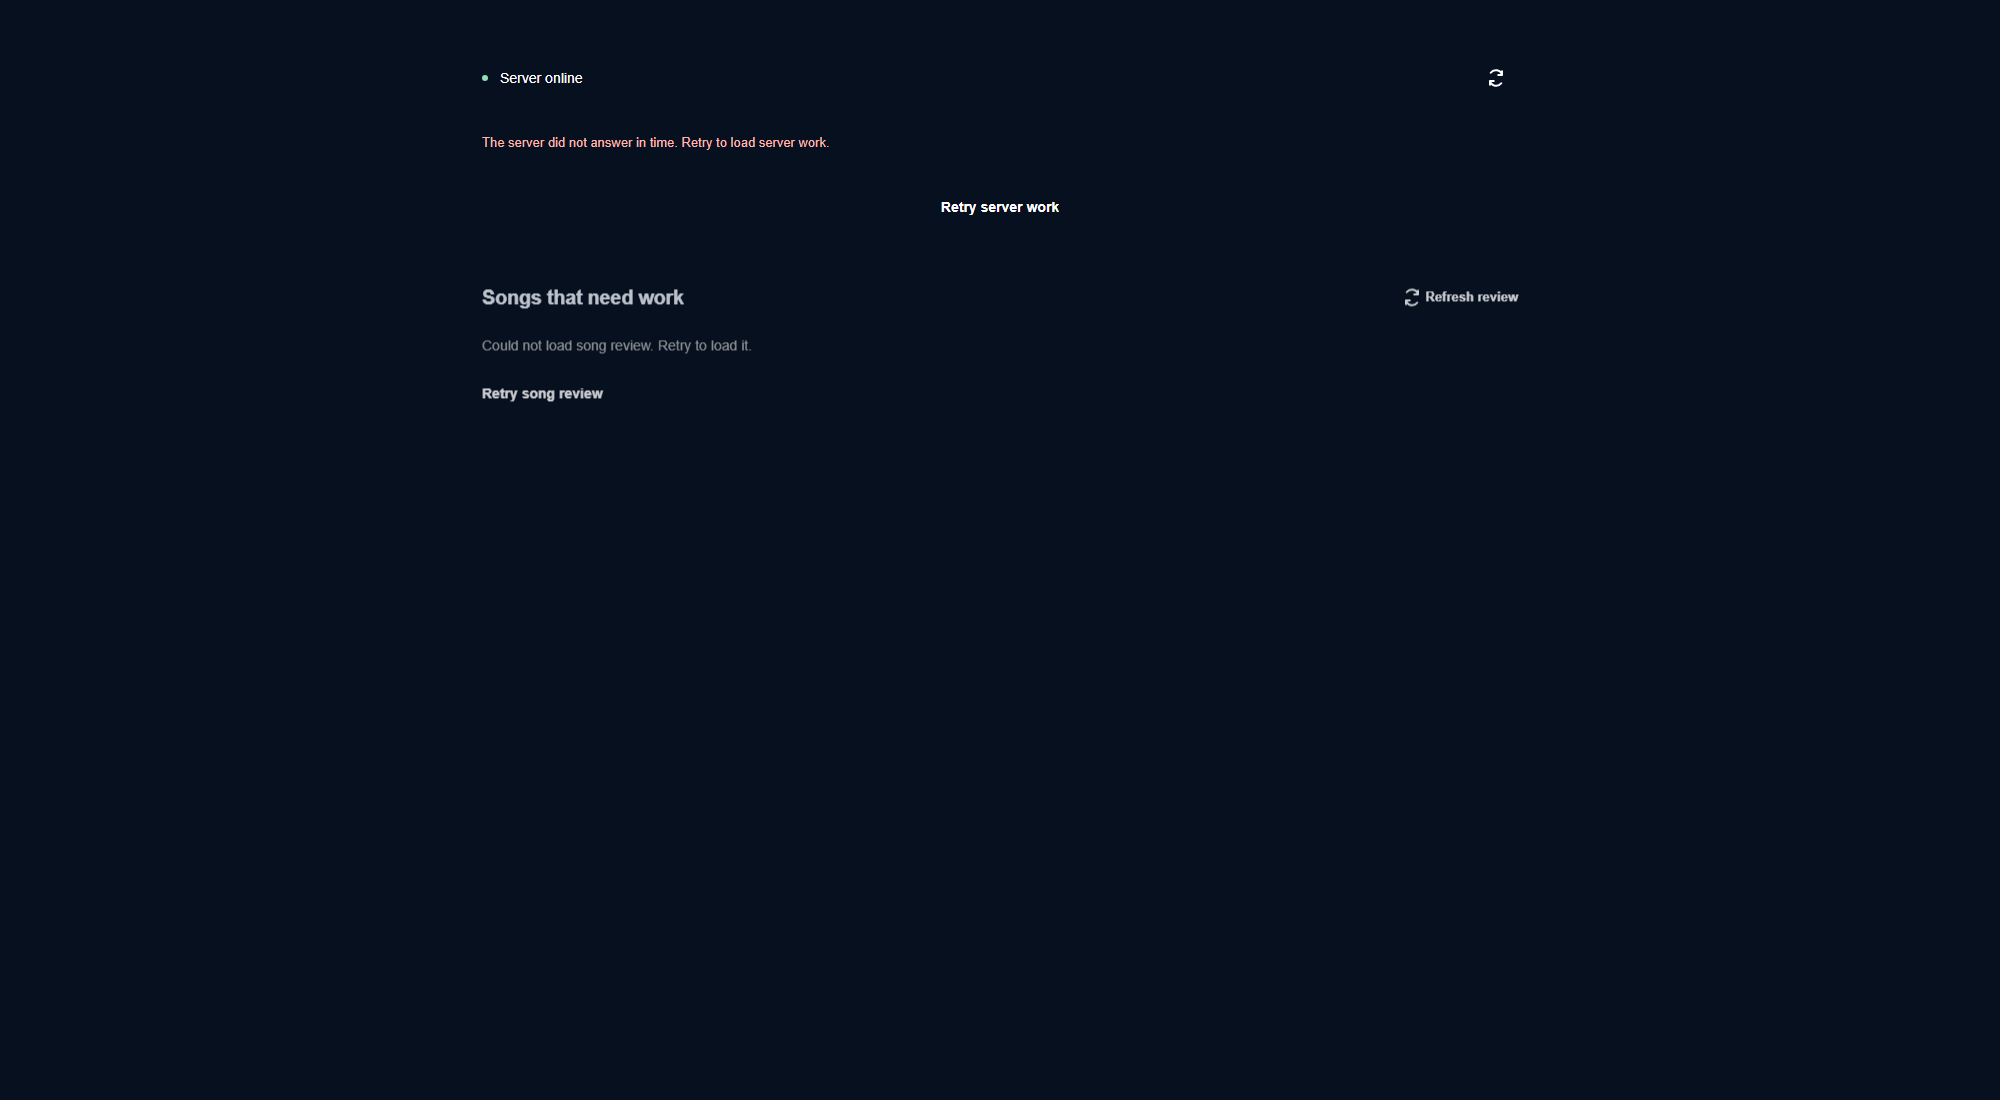 Server online
The server did not answer in time. Retry to load server work.
Retry server work
Songs that need work
Refresh review
Could not load song review. Retry to load it.
Retry song review